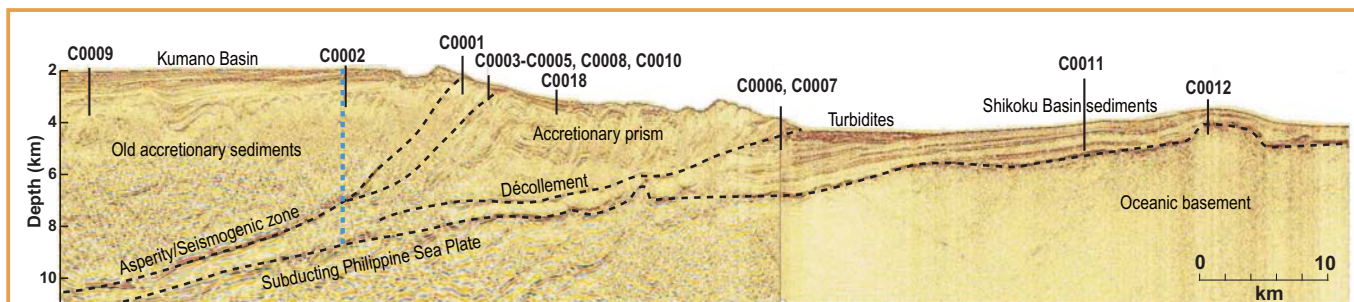 C0009
Kumano Basin
C0002
C0001
C0003-C0005, C0008, C0010
C0018
C0006, C0007
C0011
C0012
Turbidites
Shikoku Basin sediments
Old accretionary sediments
Accretionary prism
Décollement
Asperity/Seismogenic zone
Subducting Philippine Sea Plate
Oceanic basement
Depth (km)
2
4
6
8
10
0 10
km